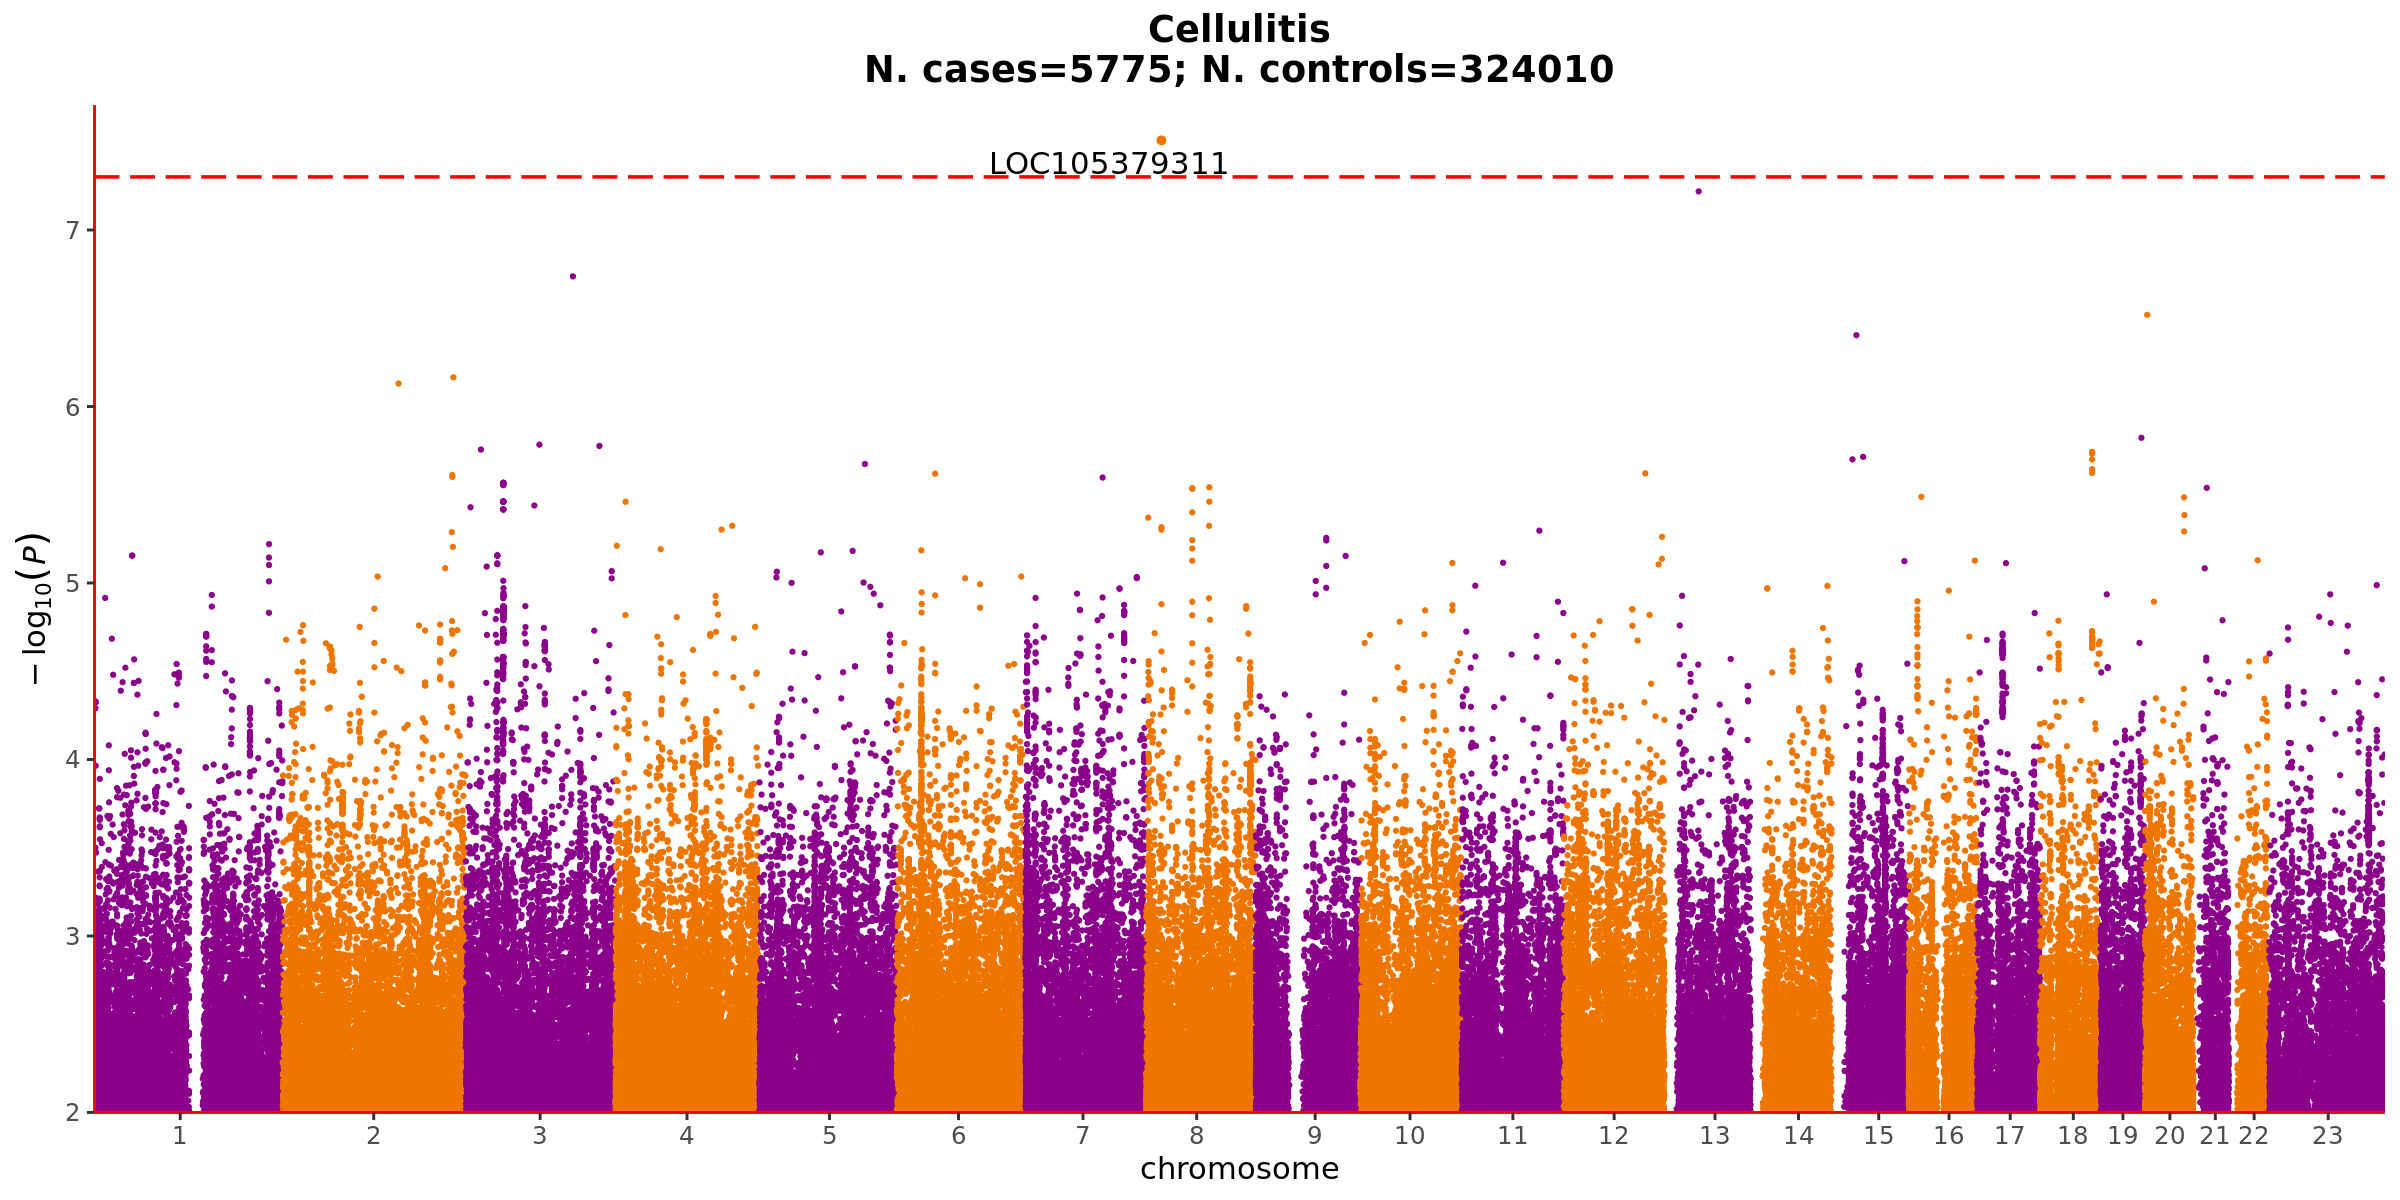 Cellulitis
N. cases=5775; N. controls=324010
LOC105379311
7
6
5
4
3
2
− log10(P)
1 2 3 4 5 6 7 8 9 10 11 12 13 14 15 16 17 18 19 20 21 22 23
chromosome